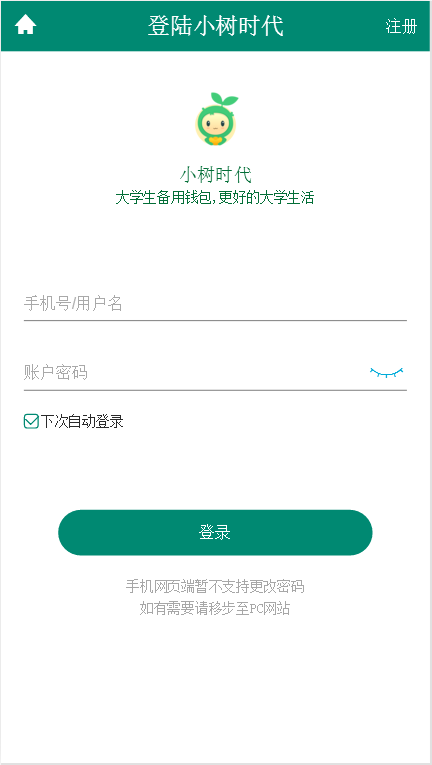 登陆小树时代 注册
小树时代
大学生备用钱包,更好的大学生活
手机号/用户名
账户密码
下次自动登录
登录
手机网页端暂不支持更改密码
如有需要请移步至PC网站